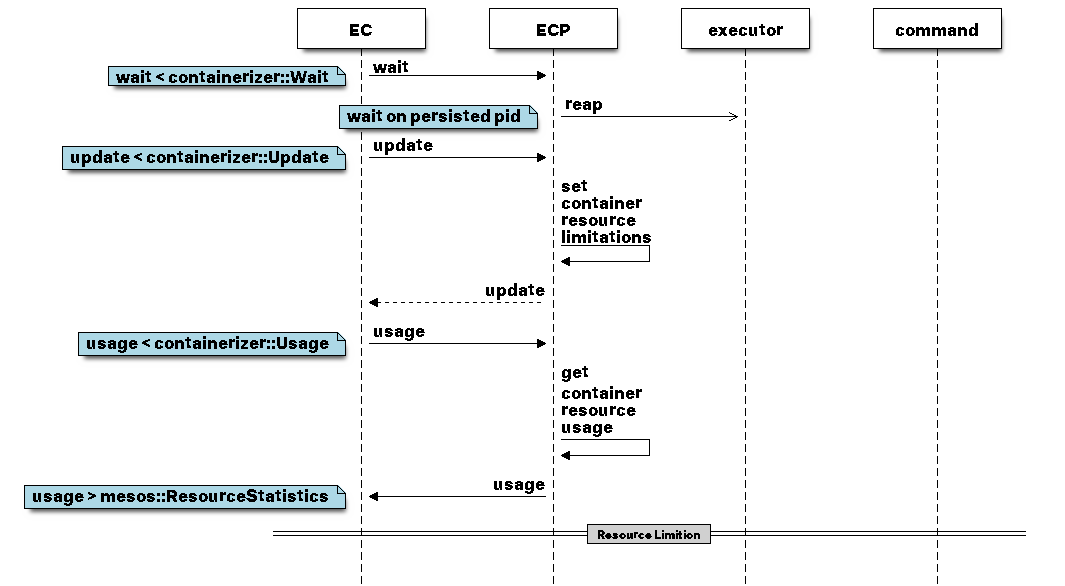 EC
ECP
executor
command
wait < containerizer::Wait
wait
wait on persisted pid
reap
update < containerizer::Update
update
set
container
resource
limitations
update
usage < containerizer::Usage
usage
get
container
resource
usage
usage > mesos::ResourceStatistics
usage
Resource Limition